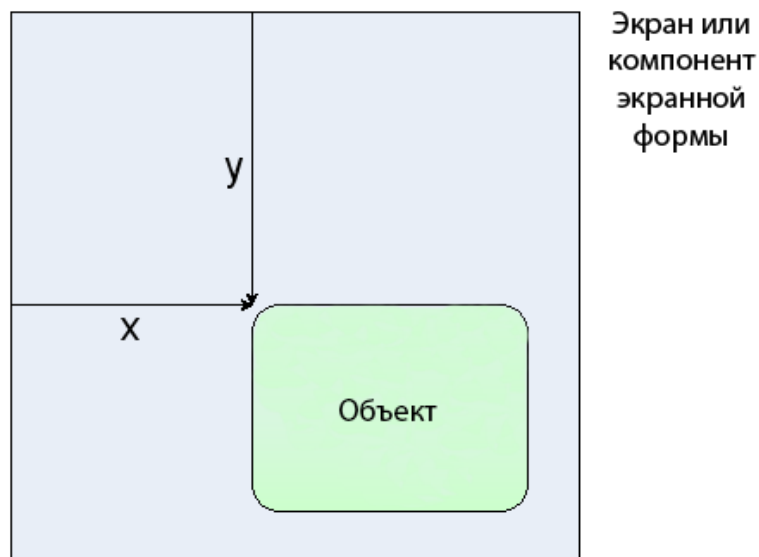 Экран или
компонент
экранной
формы
y
x
Объект